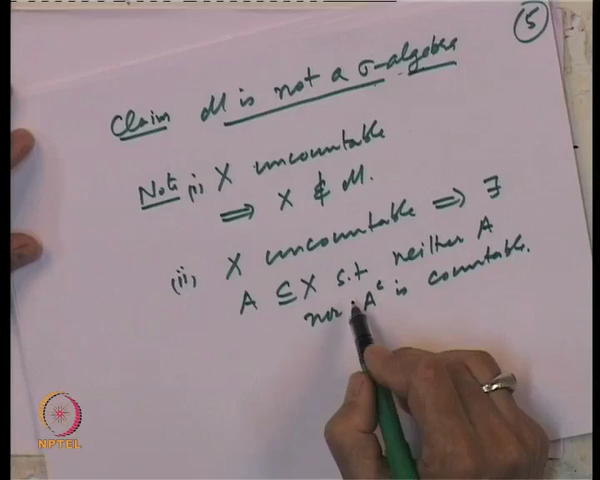 5
Claim M is not a σ-algebra
Note (i) X uncountable
⟹ X ∉ M.
(ii) X uncountable ⟹ ∃
A ⊆ X s.t neither A
nor A^c is countable.
NPTEL